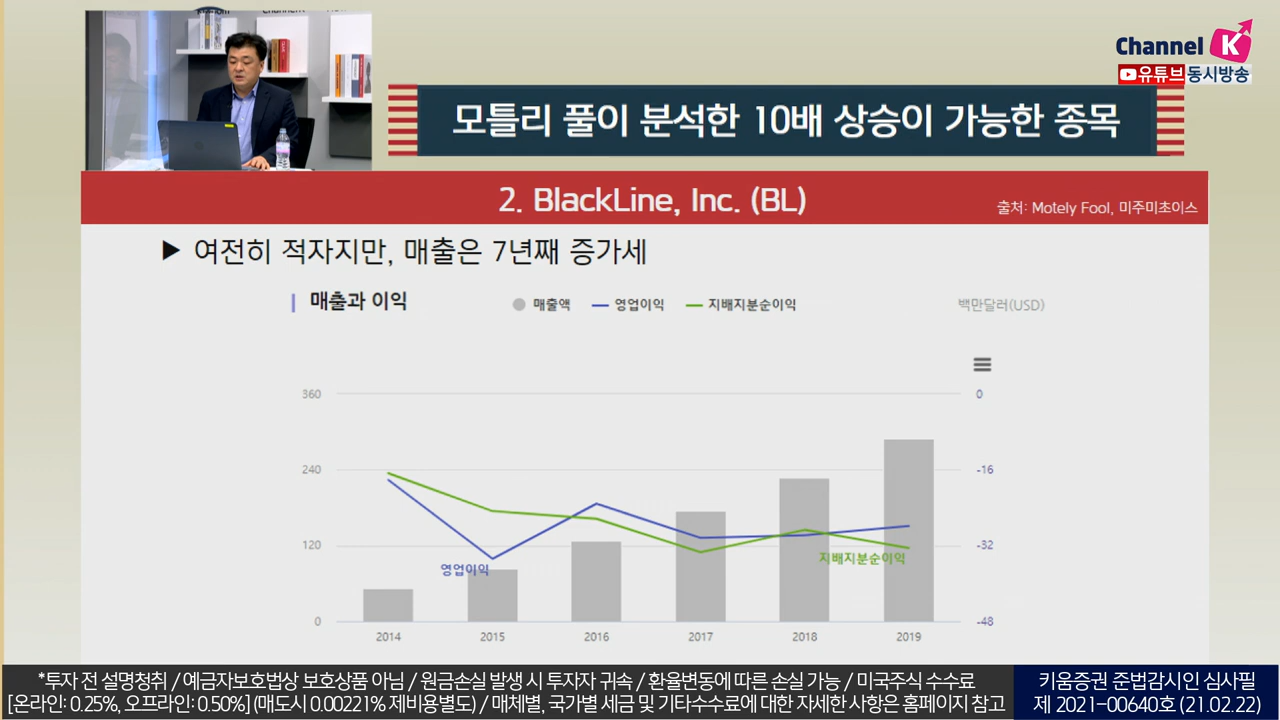 Channel K
유튜브 동시방송
모틀리 풀이 분석한 10배 상승이 가능한 종목
2. BlackLine, Inc. (BL)
출처: Motely Fool, 미주미초이스
▶ 여전히 적자지만, 매출은 7년째 증가세
매출과 이익
매출액 영업이익 지배지분순이익
백만달러(USD)
360 0
240 -16
120 -32
0 -48
영업이익
지배지분순이익
2014 2015 2016 2017 2018 2019
*투자 전 설명청취 / 예금자보호법상 보호상품 아님 / 원금손실 발생 시 투자자 귀속 / 환율변동에 따른 손실 가능 / 미국주식 수수료
[온라인: 0.25%, 오프라인: 0.50%] (매도시 0.00221% 제비용별도) / 매체별, 국가별 세금 및 기타수수료에 대한 자세한 사항은 홈페이지 참고
키움증권 준법감시인 심사필
제 2021-00640호 (21.02.22)